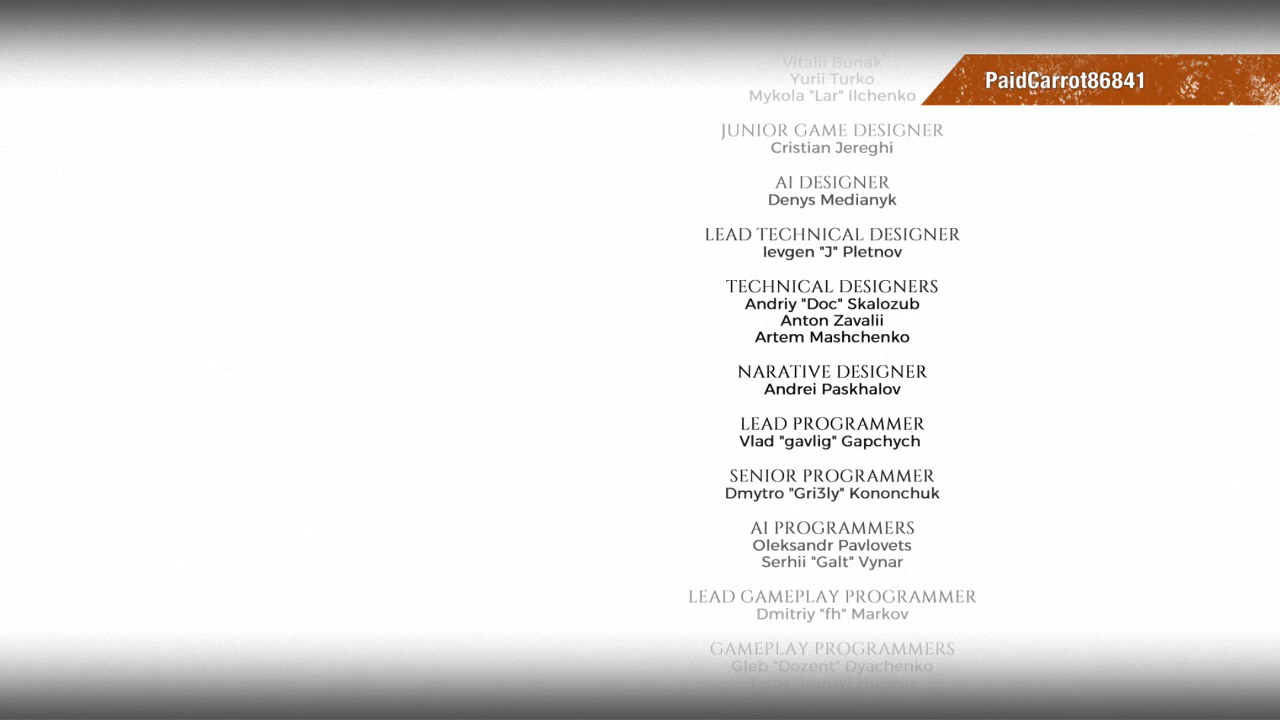 Vitalii Buriak
Yurii Turko
Mykola "Lar" Ilchenko
PaidCarrot86841
JUNIOR GAME DESIGNER
Cristian Jereghi
AI DESIGNER
Denys Medianyk
LEAD TECHNICAL DESIGNER
Ievgen "J" Pletnov
TECHNICAL DESIGNERS
Andriy "Doc" Skalozub
Anton Zavalii
Artem Mashchenko
NARATIVE DESIGNER
Andrei Paskhalov
LEAD PROGRAMMER
Vlad "gavlig" Gapchych
SENIOR PROGRAMMER
Dmytro "Gri3ly" Kononchuk
AI PROGRAMMERS
Oleksandr Pavlovets
Serhii "Galt" Vynar
LEAD GAMEPLAY PROGRAMMER
Dmitriy "fh" Markov
GAMEPLAY PROGRAMMERS
Gleb "Dozent" Dyachenko